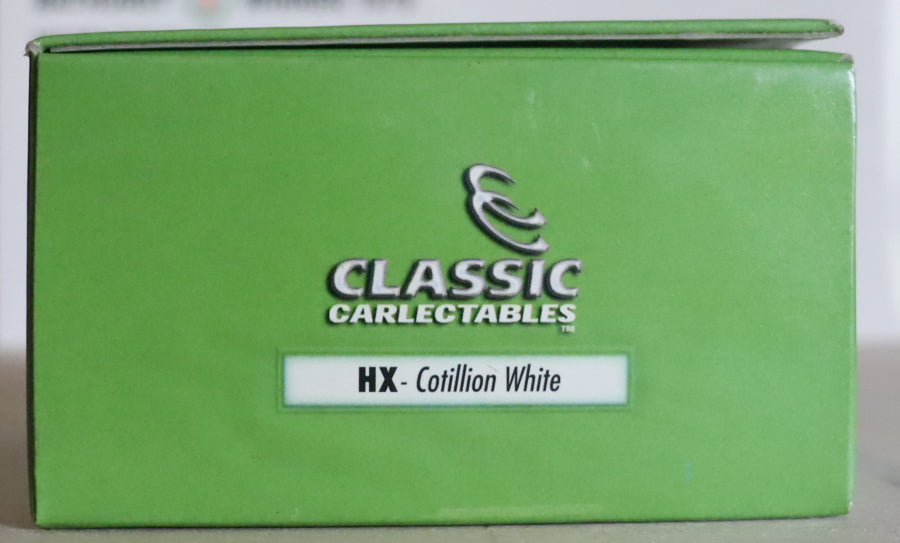 CLASSIC
CARLECTABLES
TM
HX - Cotillion White